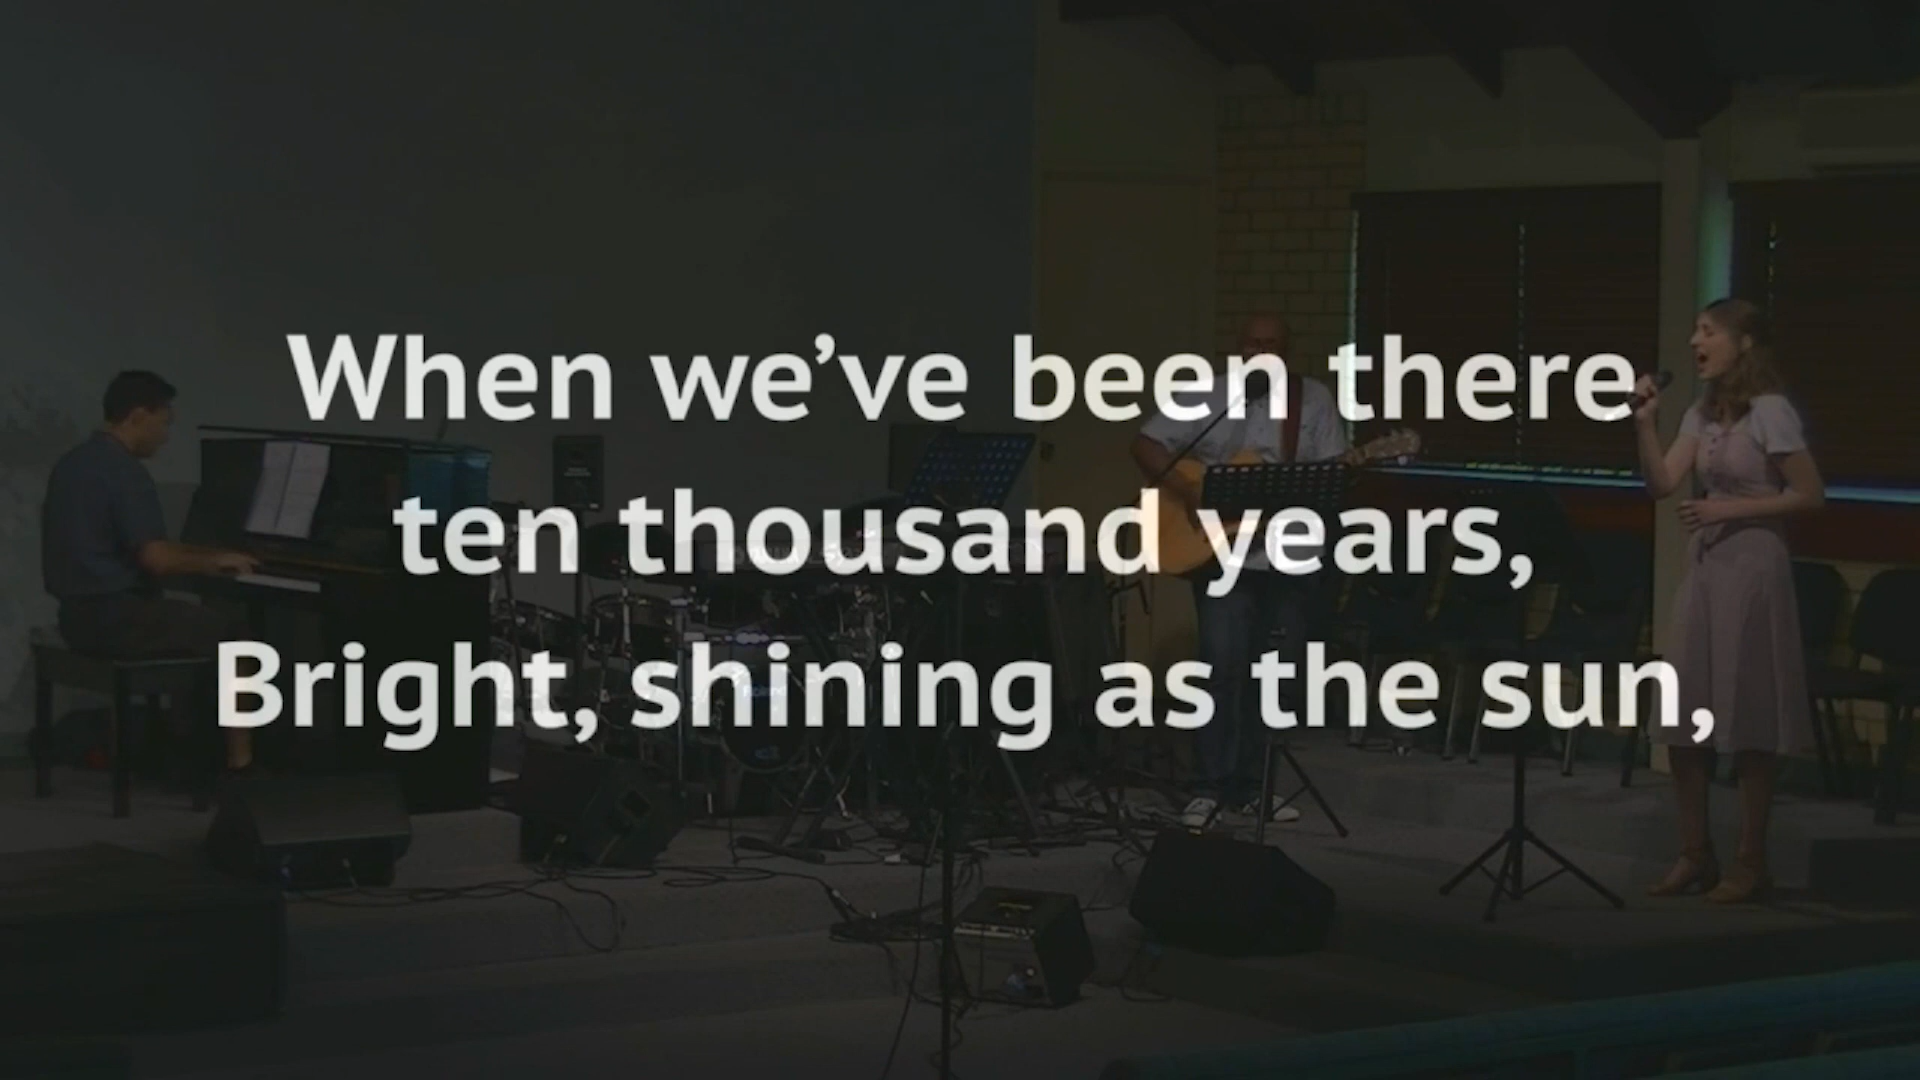 When we’ve been there
ten thousand years,
Bright, shining as the sun,